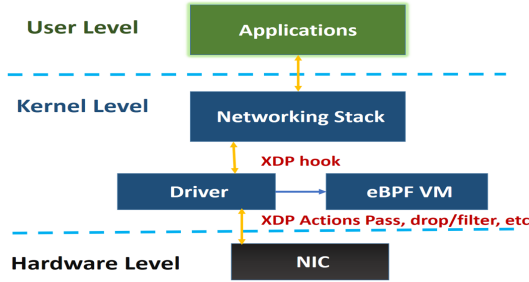 User Level
Applications
Kernel Level
Networking Stack
XDP hook
Driver
eBPF VM
XDP Actions Pass, drop/filter, etc
Hardware Level
NIC